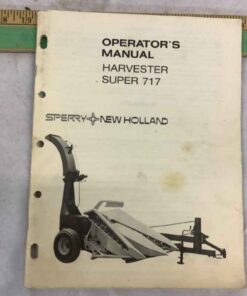 OPERATOR'S
MANUAL
HARVESTER
SUPER 717
SPERRY NEW HOLLAND